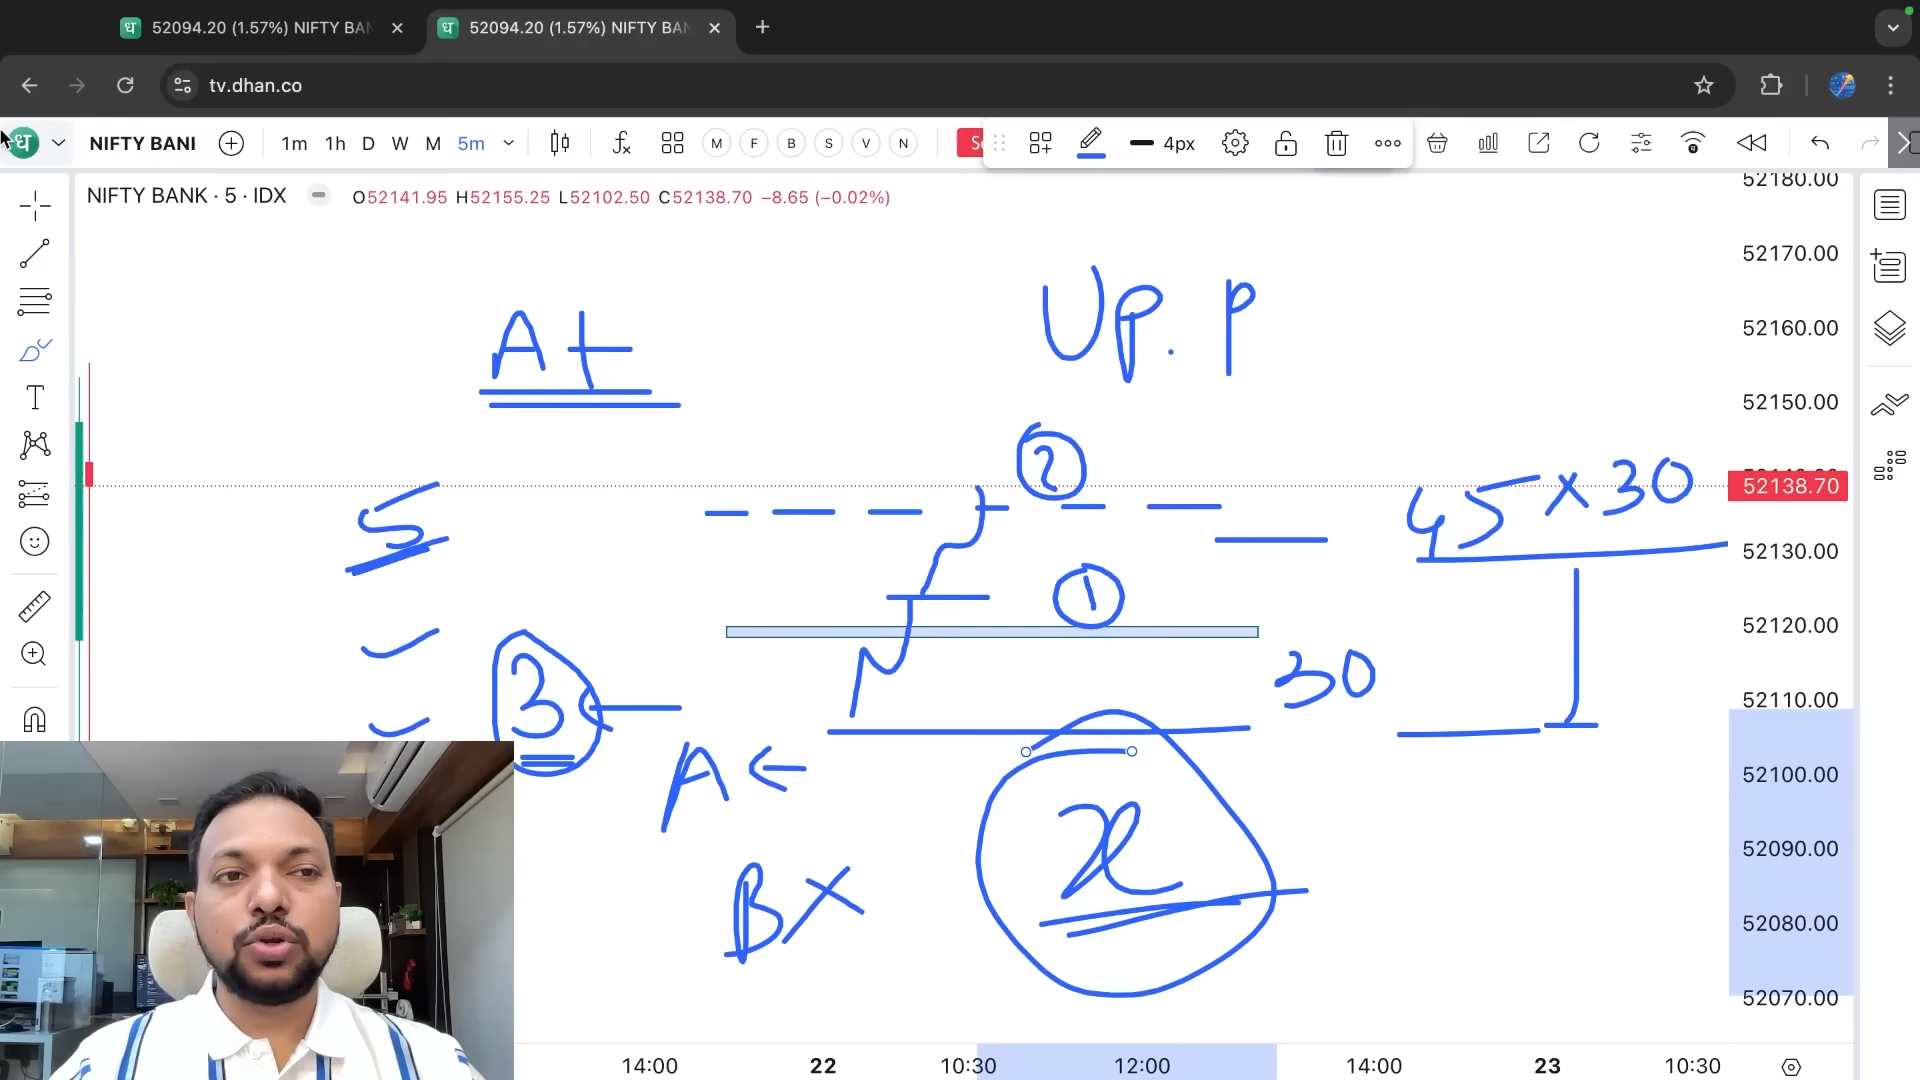 ध 52094.20 (1.57%) NIFTY BAN
ध 52094.20 (1.57%) NIFTY BAN
tv.dhan.co
ध NIFTY BANI 1m 1h D W M 5m M F B S V N 4px
NIFTY BANK · 5 · IDX O52141.95 H52155.25 L52102.50 C52138.70 −8.65 (−0.02%)
52180.00
52170.00
52160.00
52150.00
52138.70
52130.00
52120.00
52110.00
52100.00
52090.00
52080.00
52070.00
A+
Up. P
2
45 x 30
5
1
3
30
A
B X
x
14:00 22 10:30 12:00 14:00 23 10:30